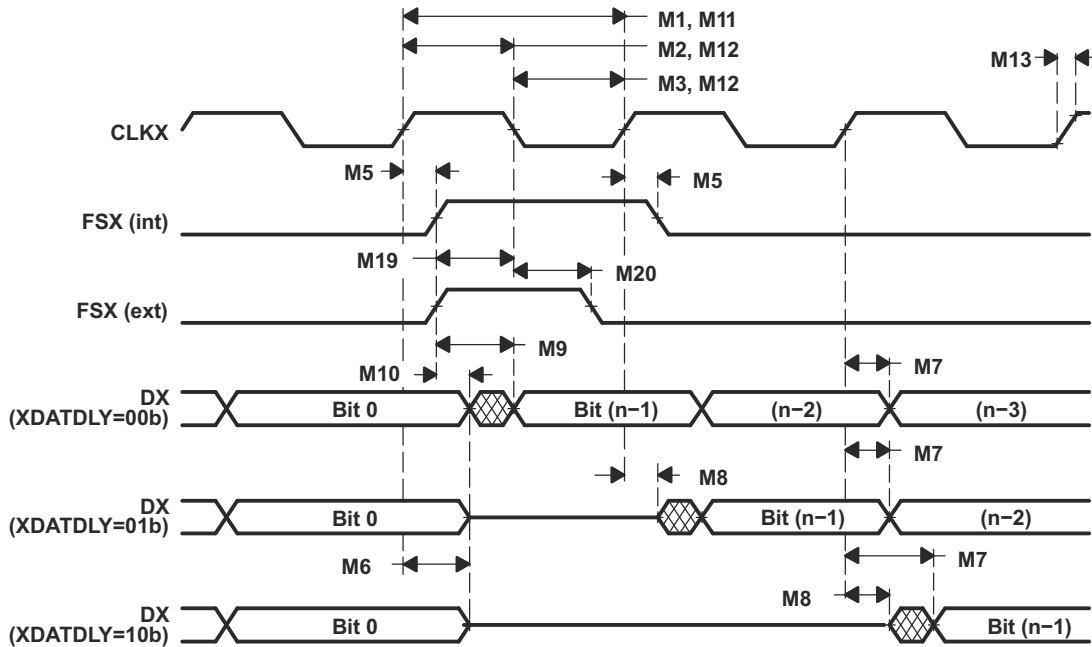 M1, M11
M2, M12
M13
M3, M12
CLKX
M5
M5
FSX (int)
M19
M20
FSX (ext)
M9
M10
M7
DX
(XDATDLY=00b)
Bit 0
Bit (n−1)
(n−2)
(n−3)
M7
M8
DX
(XDATDLY=01b)
Bit 0
Bit (n−1)
(n−2)
M6
M7
M8
DX
(XDATDLY=10b)
Bit 0
Bit (n−1)